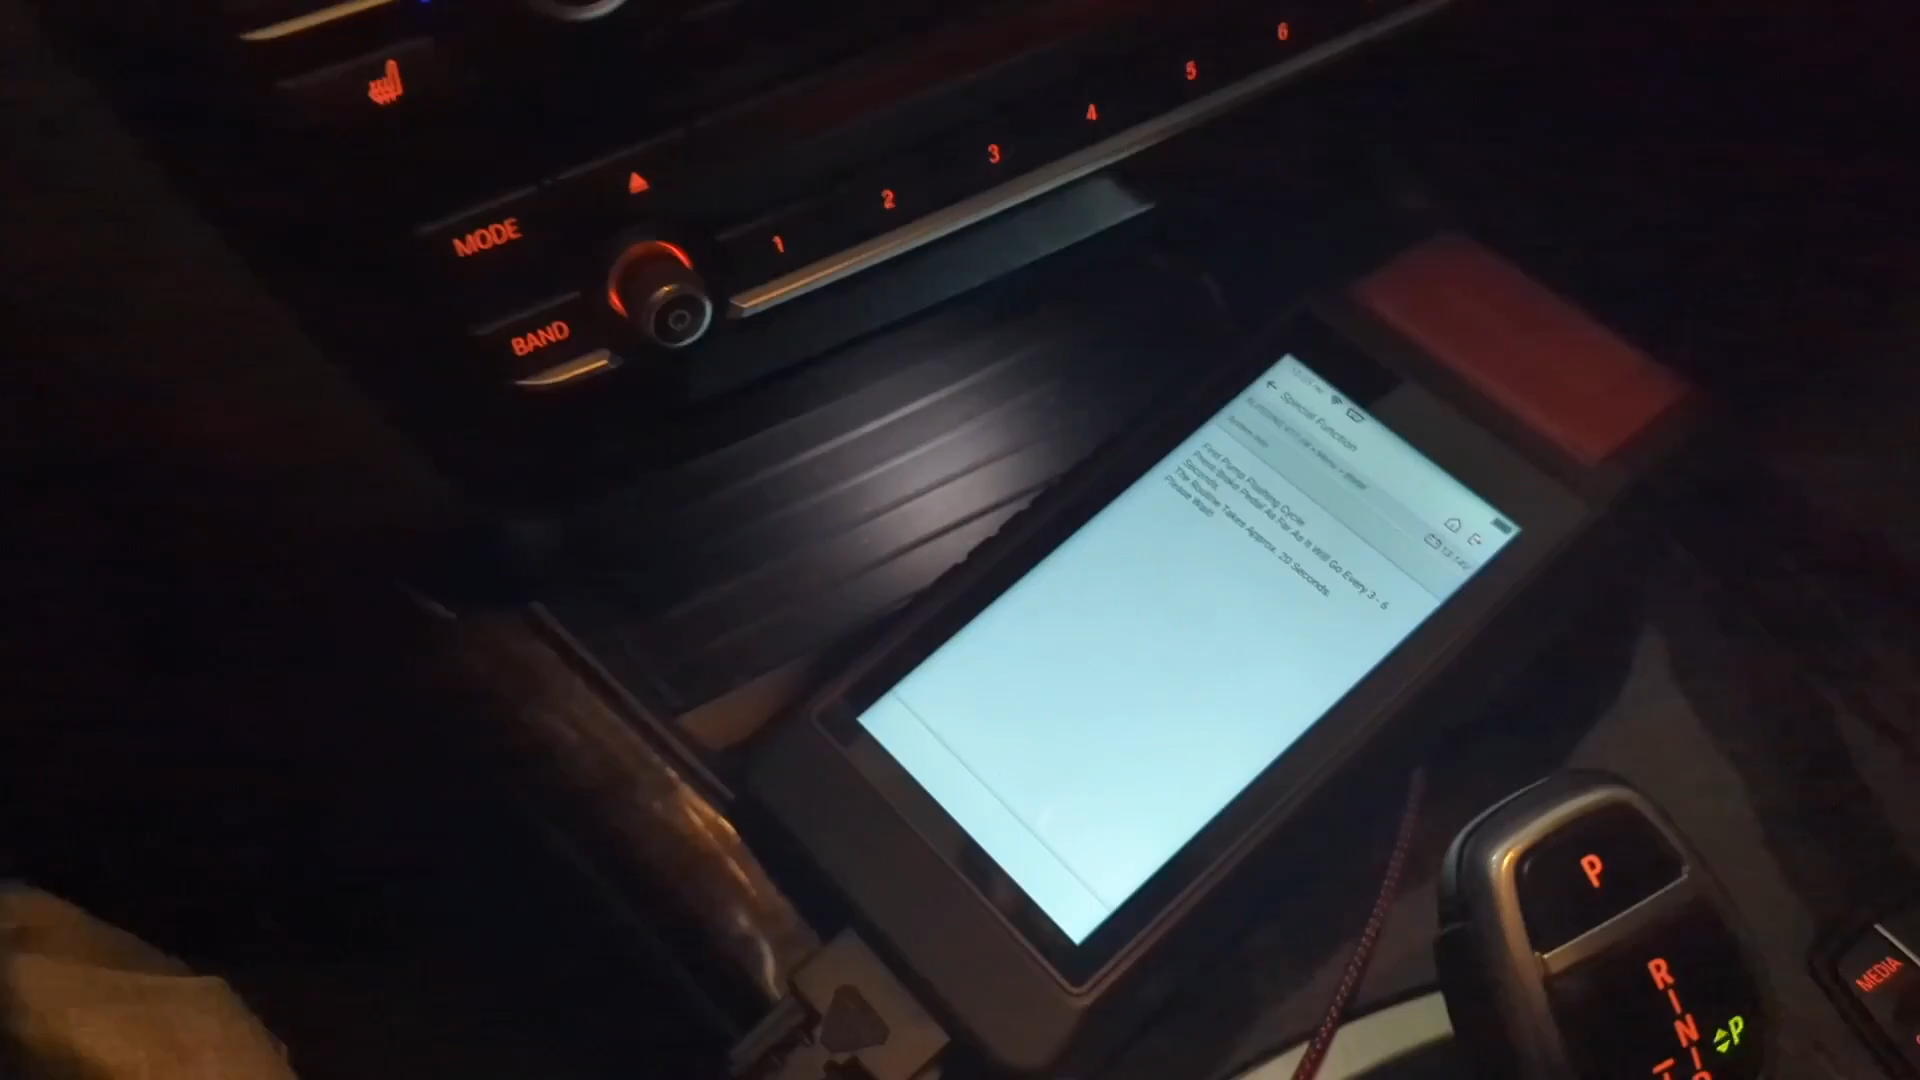 MODE
BAND
1
2
3
4
5
6
Special Function
First Pump Flushing Cycle
Press Brake Pedal As Far As It Will Go Every 3 - 6
Seconds.
The Routine Takes Approx. 20 Seconds.
Please Wait!
P
R
N
P
MEDIA